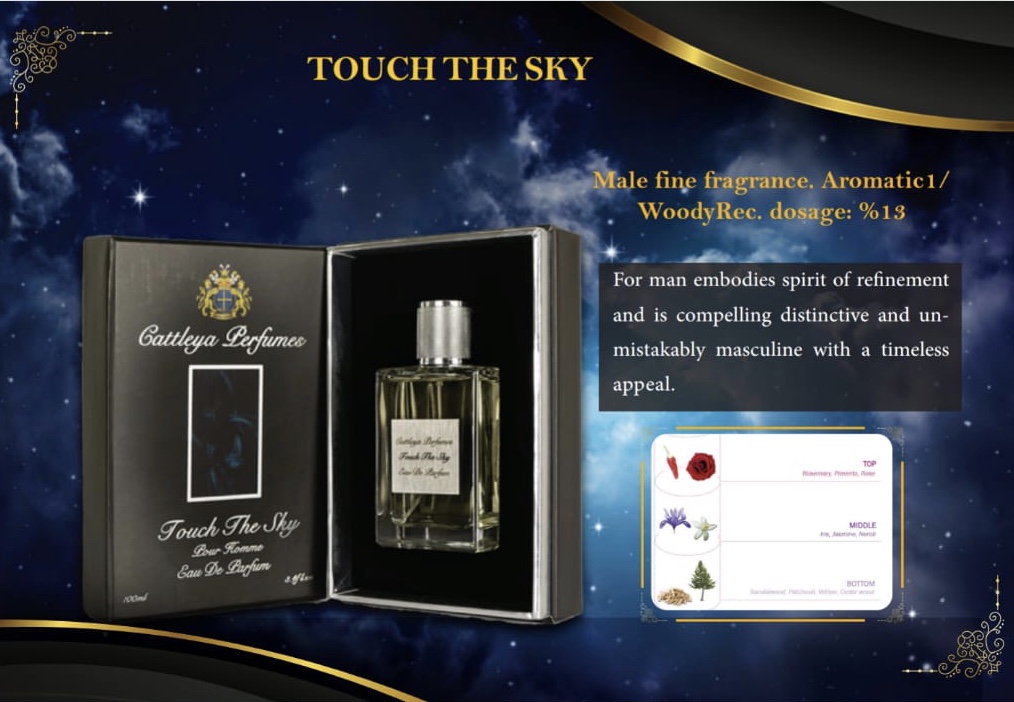 TOUCH THE SKY
Male fine fragrance. Aromatic1/
WoodyRec. dosage: %13
For man embodies spirit of refinement
and is compelling distinctive and un-
mistakably masculine with a timeless
appeal.
Cattleya Perfumes
Touch The Sky
Pour Homme
Eau De Parfum
100ml
Cattleya Perfumes
Touch The Sky
Eau De Parfum
TOP
Rosemary, Pimento, Rose
MIDDLE
Iris, Jasmine, Neroli
BOTTOM
Sandalwood, Patchouli, Vetiver, Cedar wood